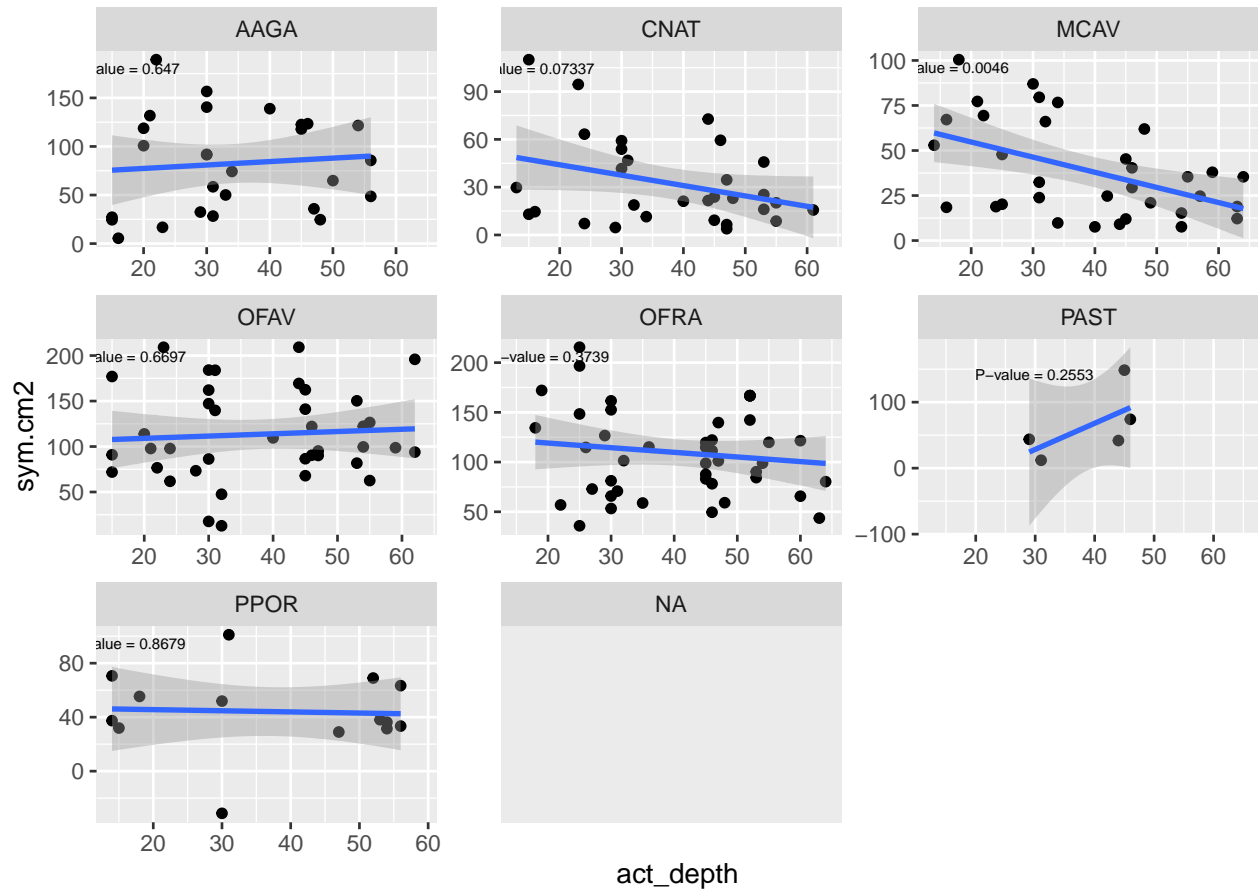 AAGA
CNAT
MCAV
alue = 0.647
alue = 0.07337
alue = 0.0046
150
100
50
0
90
60
30
0
100
75
50
25
0
20 30 40 50 60
20 30 40 50 60
20 30 40 50 60
OFAV
OFRA
PAST
alue = 0.6697
−value = 0.3739
P−value = 0.2553
200
150
100
50
200
150
100
50
100
0
−100
20 30 40 50 60
20 30 40 50 60
20 30 40 50 60
PPOR
NA
alue = 0.8679
80
40
0
20 30 40 50 60
sym.cm2
act_depth